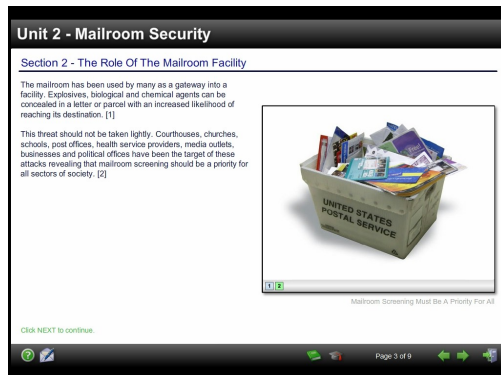 Unit 2 - Mailroom Security
Section 2 - The Role Of The Mailroom Facility
The mailroom has been used by many as a gateway into a
facility. Explosives, biological and chemical agents can be
concealed in a letter or parcel with an increased likelihood of
reaching its destination. [1]
This threat should not be taken lightly. Courthouses, churches,
schools, post offices, health service providers, media outlets,
businesses and political offices have been the target of these
attacks revealing that mailroom screening should be a priority for
all sectors of society. [2]
UNITED STATES
POSTAL SERVICE
1 2
Mailroom Screening Must Be A Priority For All
Click NEXT to continue.
Page 3 of 9